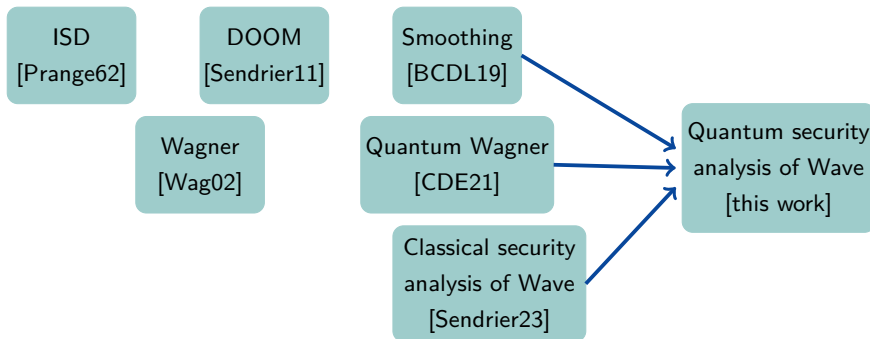 ISD
[Prange62]
DOOM
[Sendrier11]
Smoothing
[BCDL19]
Wagner
[Wag02]
Quantum Wagner
[CDE21]
Quantum security
analysis of Wave
[this work]
Classical security
analysis of Wave
[Sendrier23]